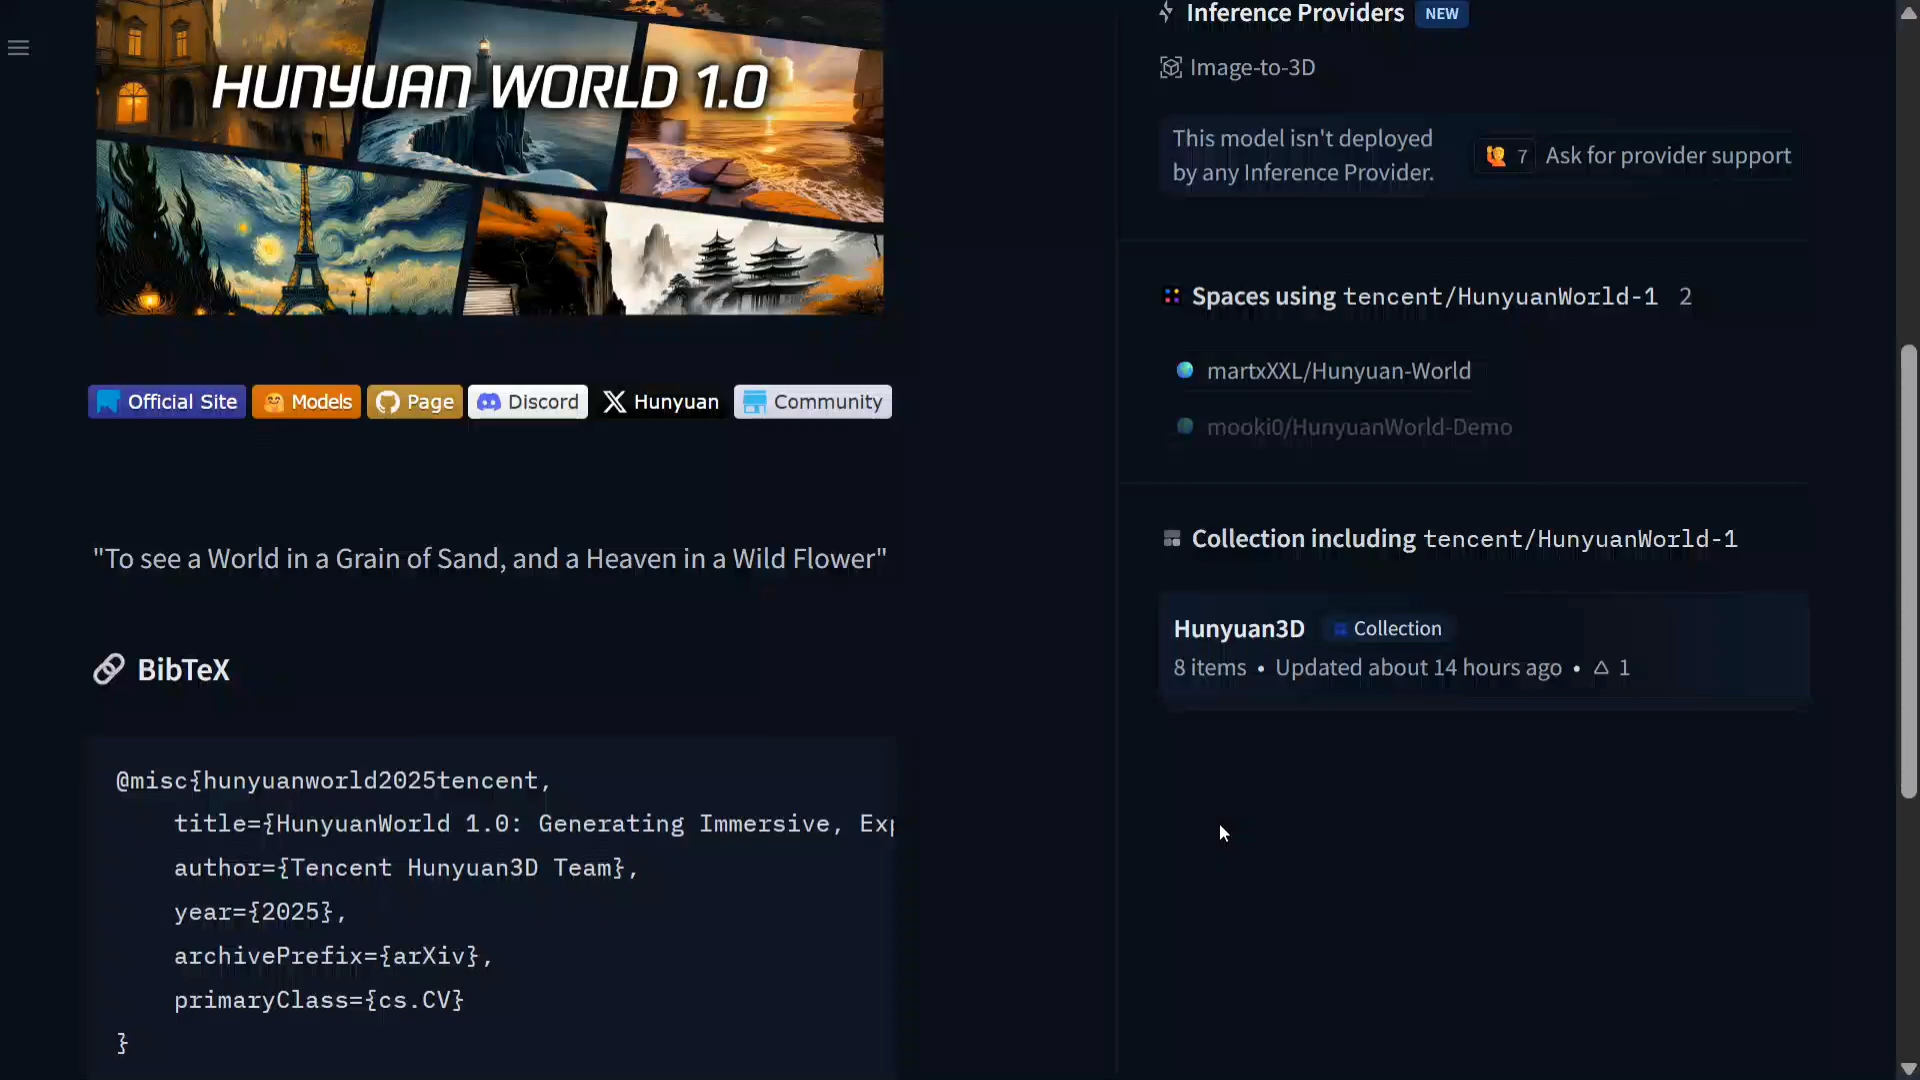 HUNYUAN WORLD 1.0
Official Site
Models
Page
Discord
Hunyuan
Community
"To see a World in a Grain of Sand, and a Heaven in a Wild Flower"
BibTeX
@misc{hunyuanworld2025tencent,
title={HunyuanWorld 1.0: Generating Immersive, Exp
author={Tencent Hunyuan3D Team},
year={2025},
archivePrefix={arXiv},
primaryClass={cs.CV}
}
Inference Providers NEW
Image-to-3D
This model isn't deployed
by any Inference Provider.
7 Ask for provider support
Spaces using tencent/HunyuanWorld-1 2
martxXXL/Hunyuan-World
mooki0/HunyuanWorld-Demo
Collection including tencent/HunyuanWorld-1
Hunyuan3D Collection
8 items • Updated about 14 hours ago • 1